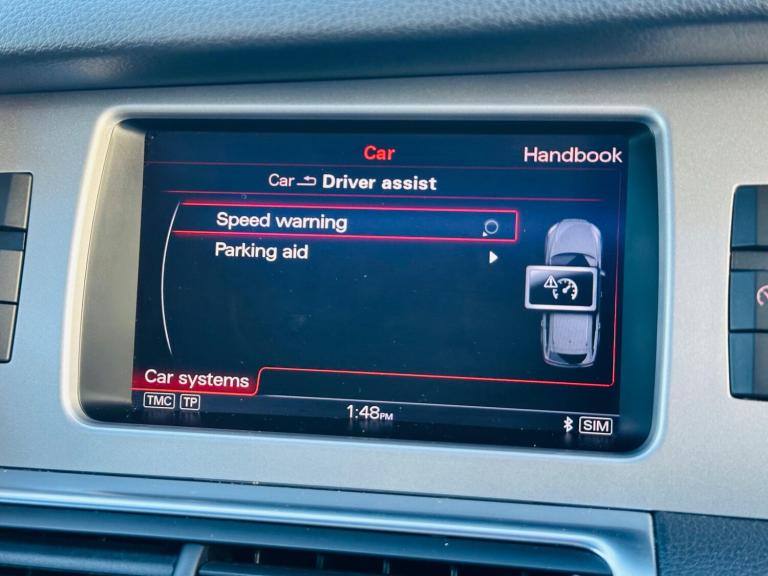 Car
Handbook
Car Driver assist
Speed warning
Parking aid
Car systems
TMC TP
1:48PM
SIM